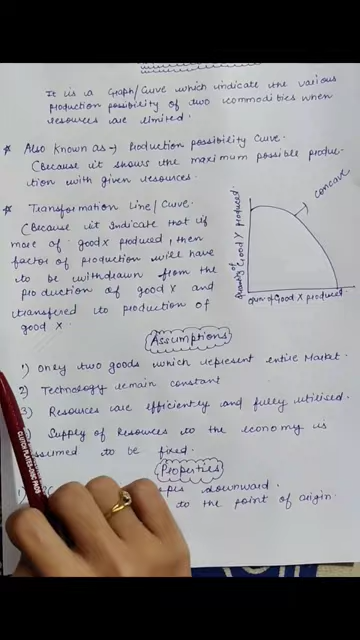 It is a Graph/Curve which indicate the various
production possibility of two commodities when
resources are limited.
* Also known as → Production possibility Curve.
(Because it shows the maximum possible produc-
tion with given resources.
* Transformation Line/Curve.
(Because it Indicate that if
more of good X produced, then
factor of production will have
to be withdrawn from the
production of good X and
transfered to production of
good X.
concave
Good X produced
Qun of Good X produced
Assumptions
1) Only two goods which represent entire Market.
2) Technology remain constant
3) Resources are efficiently and fully utilised.
Supply of Resources to the economy is
assumed to be fixed.
Properties
downward.
to the point of origin.
CLUTCH PLATES·DISC PADS